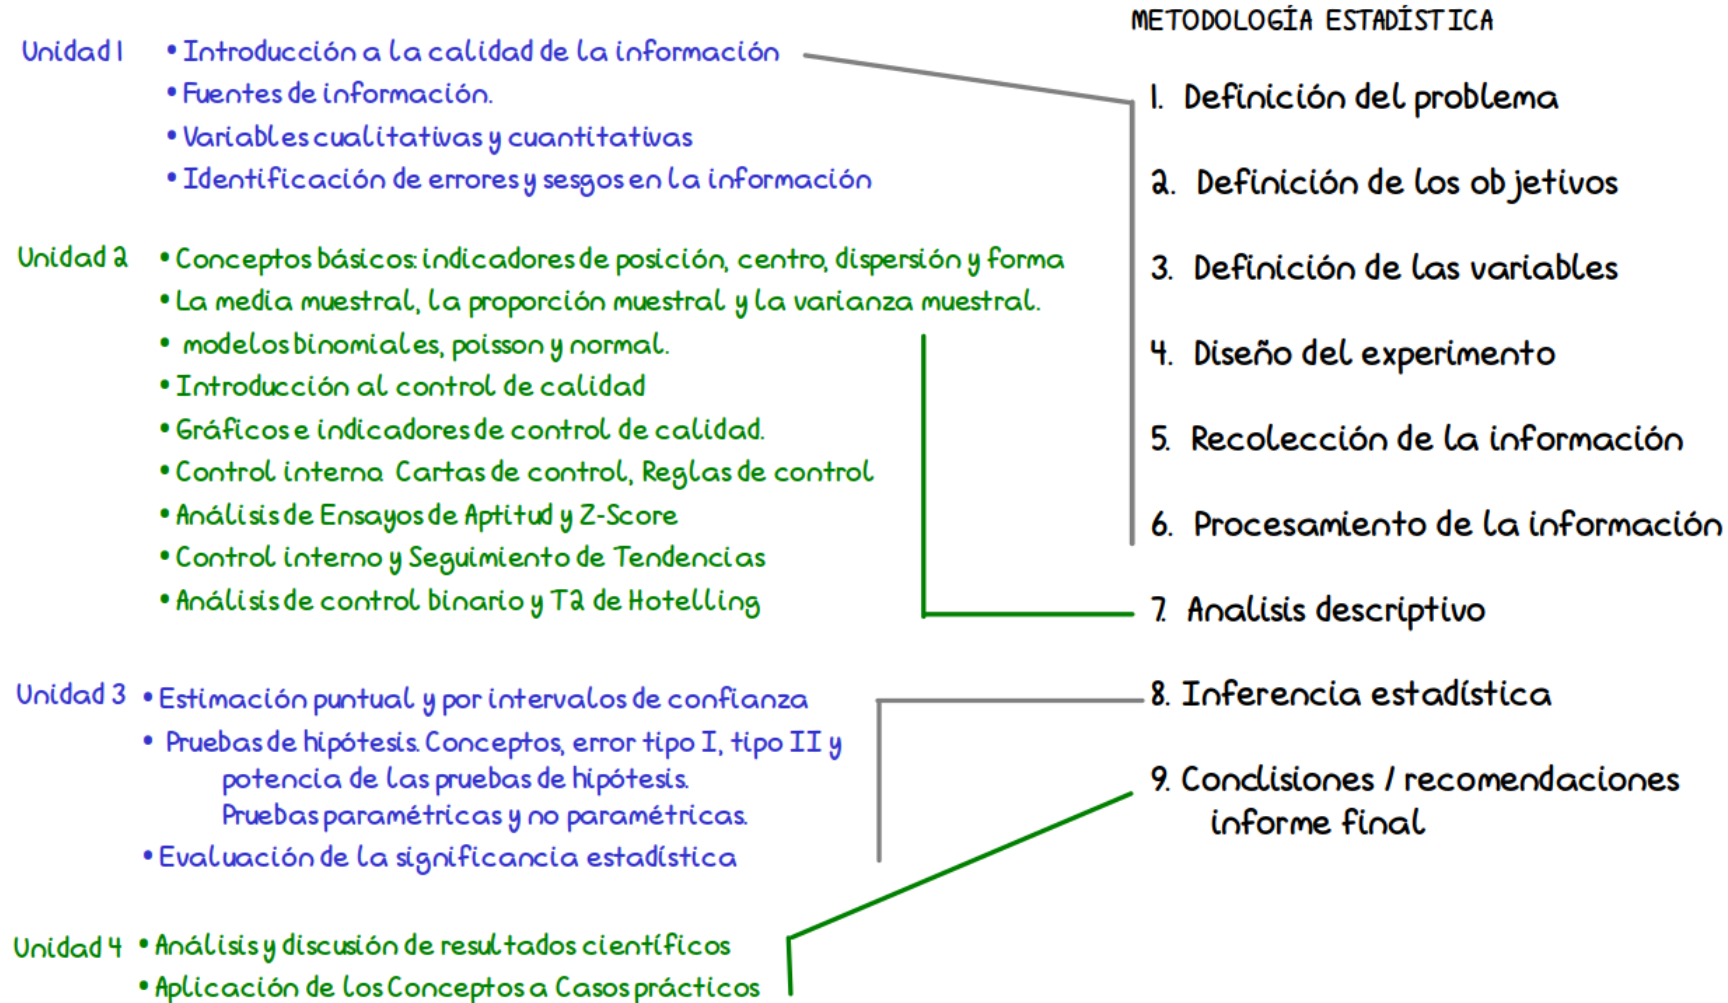 Unidad 1
• Introducción a la calidad de la información
• Fuentes de información.
• Variables cualitativas y cuantitativas
• Identificación de errores y sesgos en la información
Unidad 2
• Conceptos básicos: indicadores de posición, centro, dispersión y forma
• La media muestral, la proporción muestral y la varianza muestral.
• modelos binomiales, poisson y normal.
• Introducción al control de calidad
• Gráficos e indicadores de control de calidad.
• Control interno Cartas de control, Reglas de control
• Análisis de Ensayos de Aptitud y Z-Score
• Control interno y Seguimiento de Tendencias
• Análisis de control binario y T2 de Hotelling
Unidad 3
• Estimación puntual y por intervalos de confianza
• Pruebas de hipótesis. Conceptos, error tipo I, tipo II y
potencia de las pruebas de hipótesis.
Pruebas paramétricas y no paramétricas.
• Evaluación de la significancia estadística
Unidad 4
• Análisis y discusión de resultados científicos
• Aplicación de los Conceptos a Casos prácticos
METODOLOGÍA ESTADÍSTICA
1. Definición del problema
2. Definición de los objetivos
3. Definición de las variables
4. Diseño del experimento
5. Recolección de la información
6. Procesamiento de la información
7. Analisis descriptivo
8. Inferencia estadística
9. Conclisiones / recomendaciones
informe final